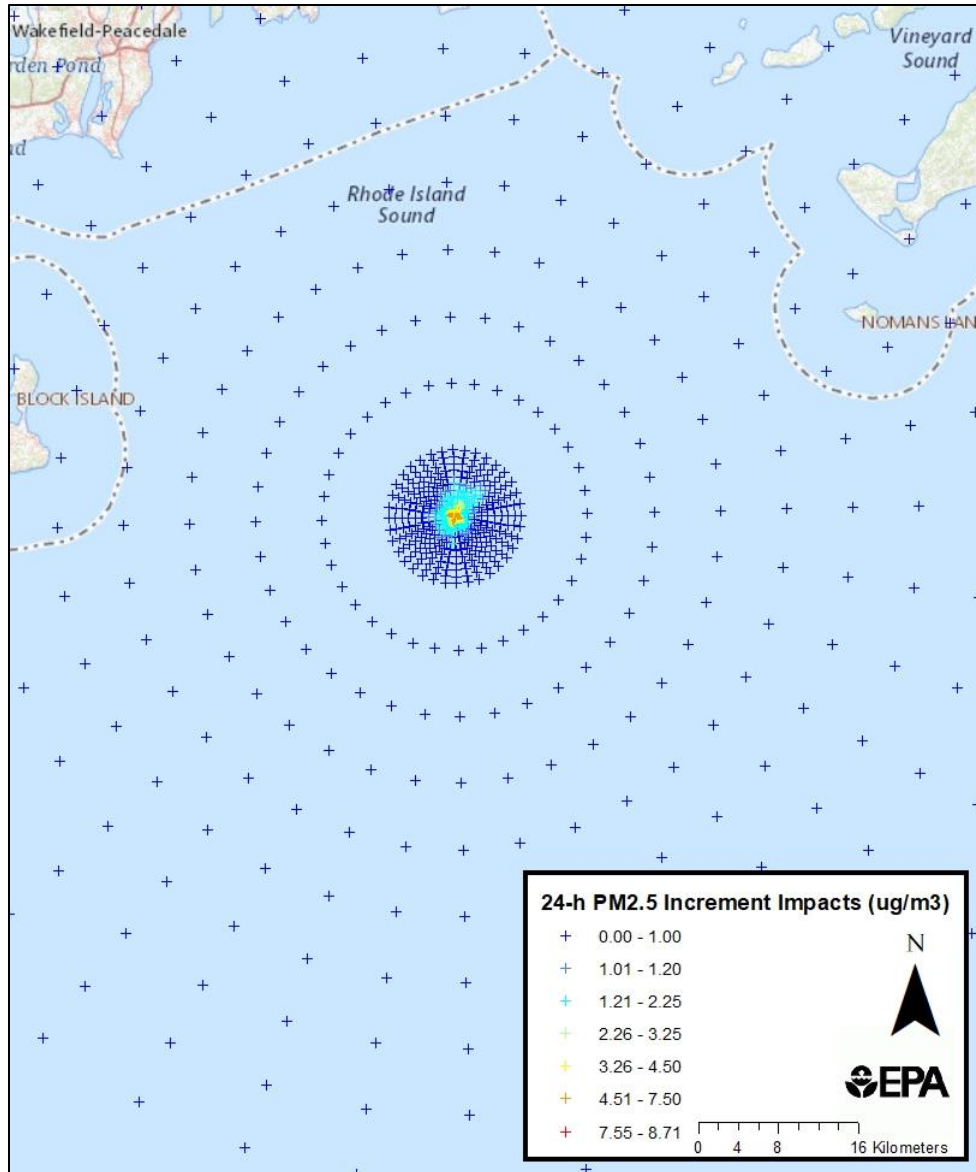 Wakefield-Peacedale
rden Pond
nd
Vineyard
Sound
Rhode Island
Sound
NOMANS LAN
BLOCK ISLAND
24-h PM2.5 Increment Impacts (ug/m3)
0.00 - 1.00
1.01 - 1.20
1.21 - 2.25
2.26 - 3.25
3.26 - 4.50
4.51 - 7.50
7.55 - 8.71
N
EPA
0 4 8 16 Kilometers